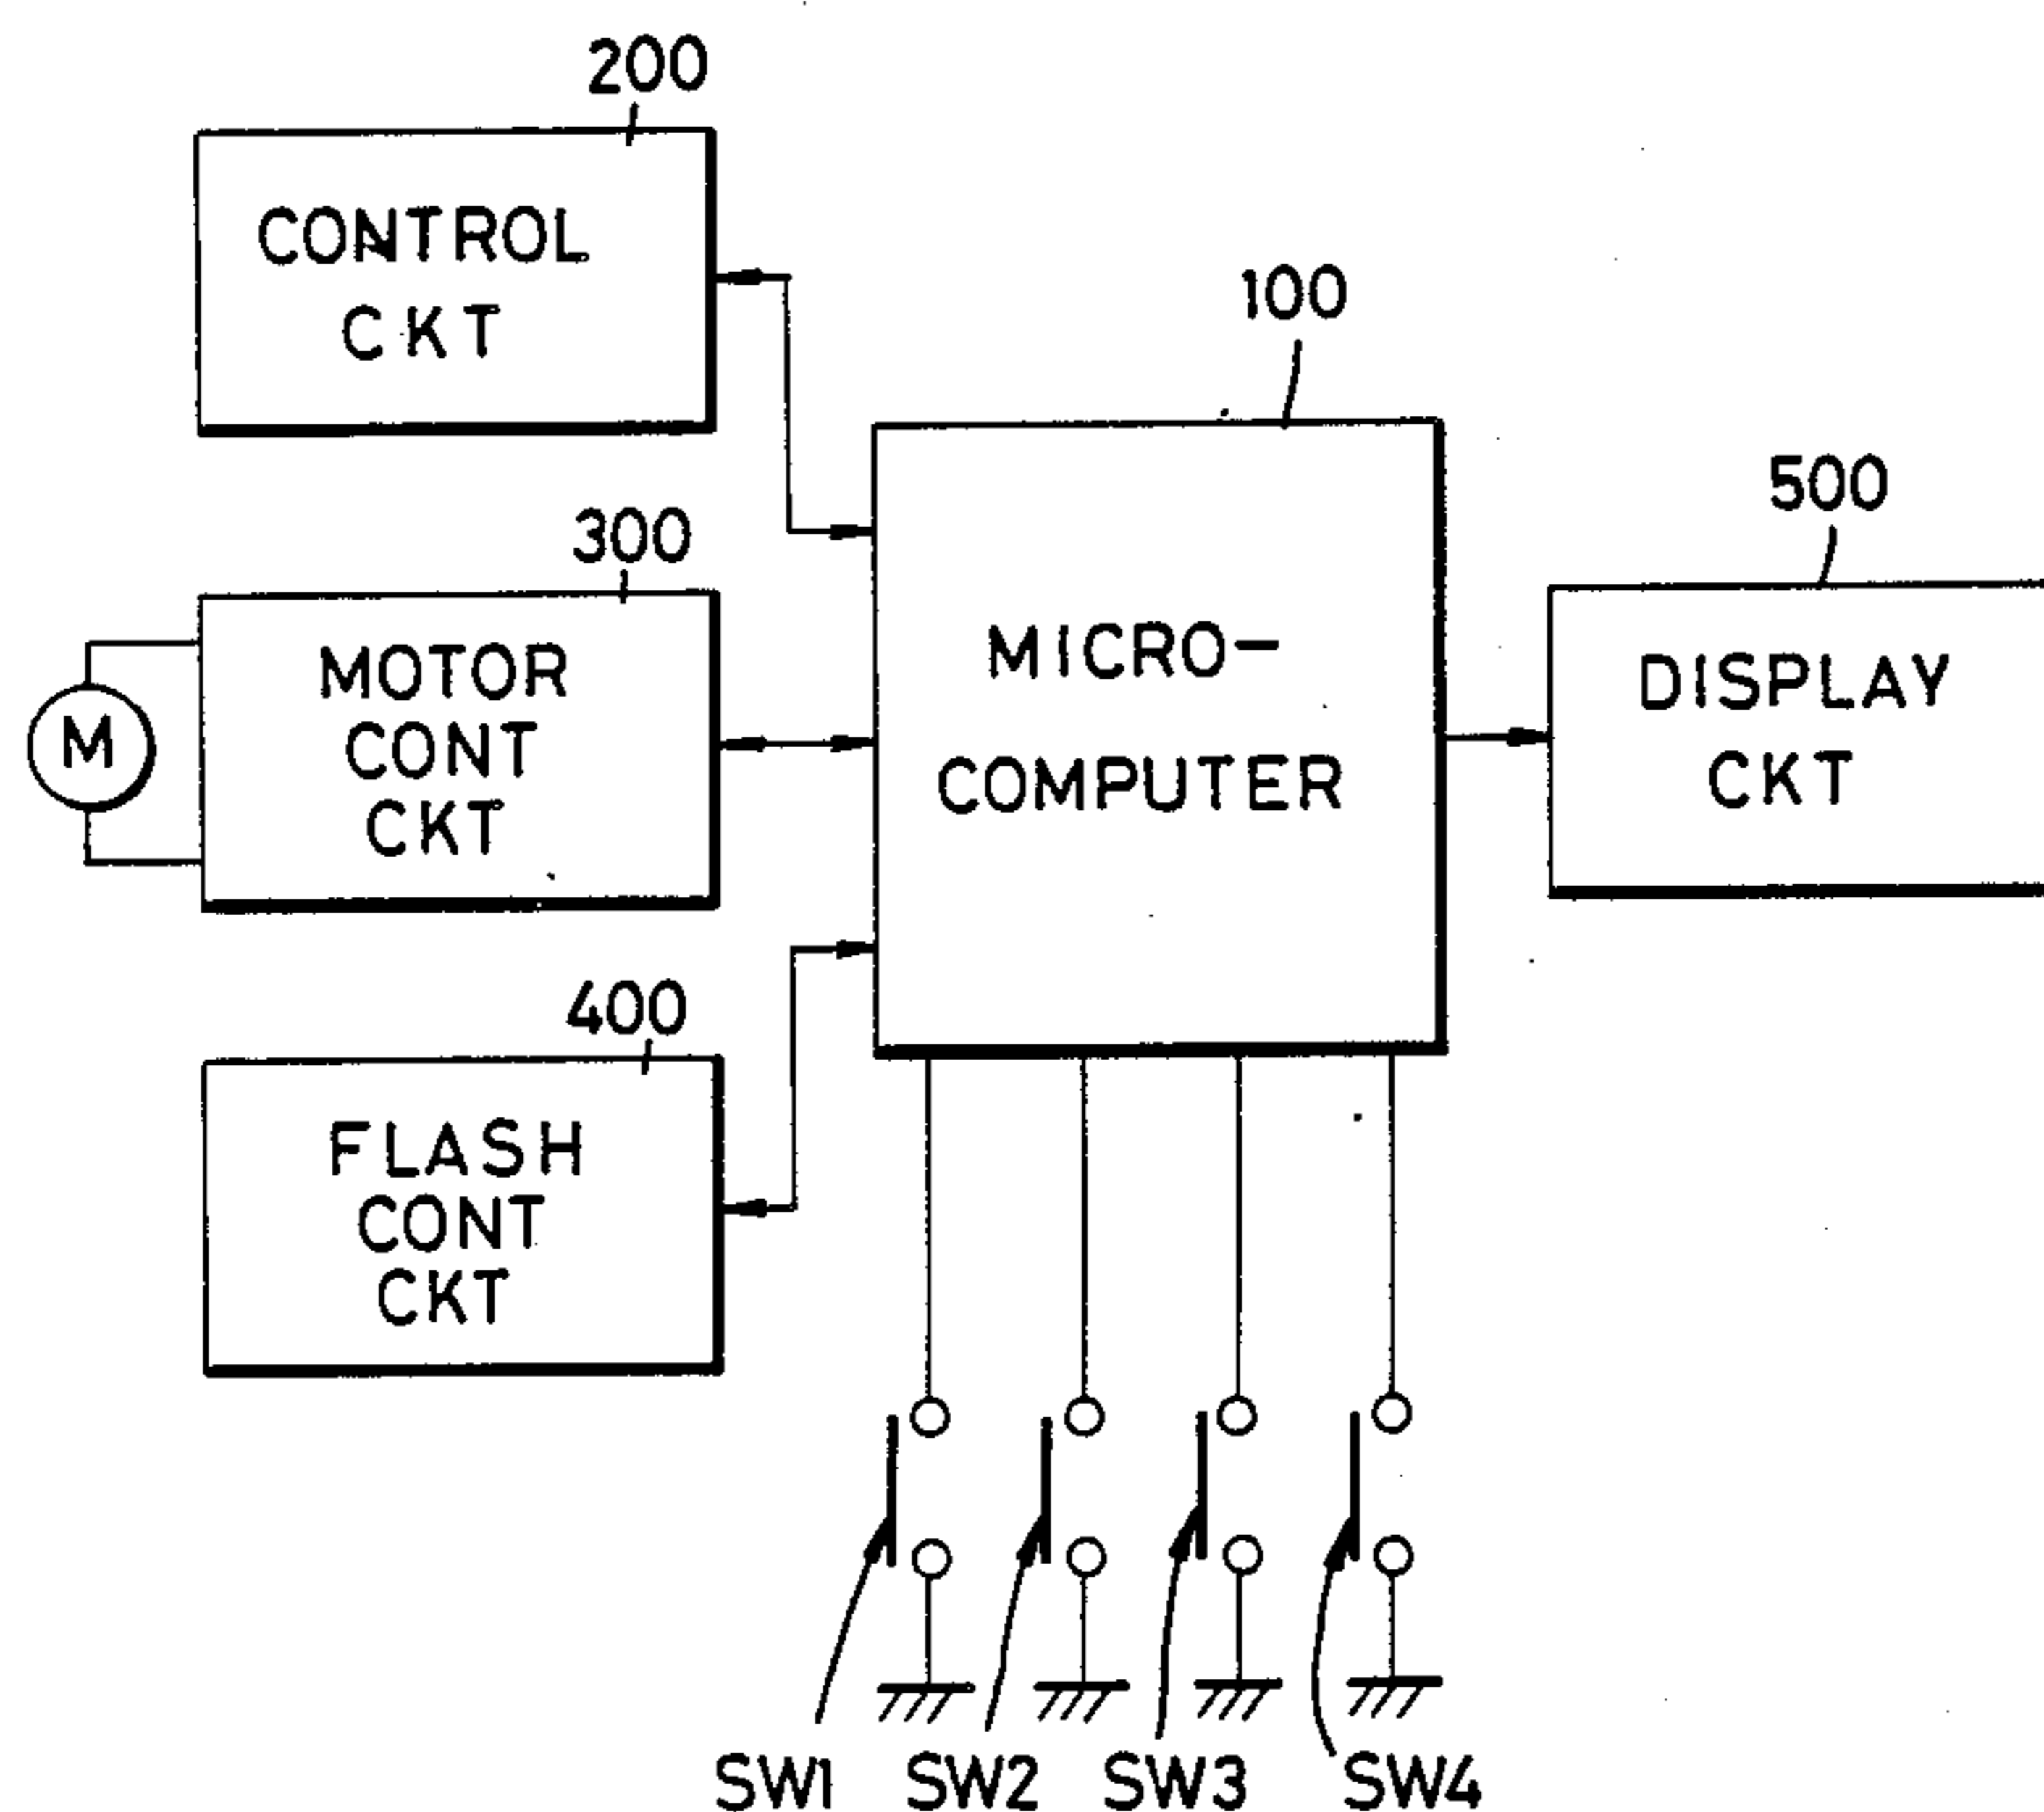 200
CONTROL
CKT
100
500
300
MOTOR
CONT
CKT
M
MICRO-
COMPUTER
DISPLAY
CKT
400
FLASH
CONT
CKT
SW1 SW2 SW3 SW4